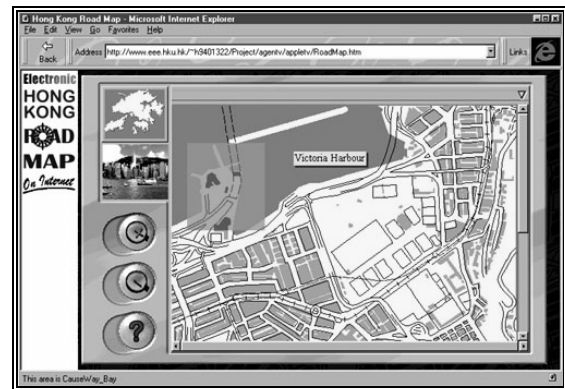 Hong Kong Road Map - Microsoft Internet Explorer
File Edit View Go Favorites Help
Back
Address http://www.eee.hku.hk/~h9401322/Project/agentv/appletv/RoadMap.htm
Links
Electronic
HONG
KONG
ROAD
MAP
On Internet
Victoria Harbour
?
This area is CauseWay_Bay